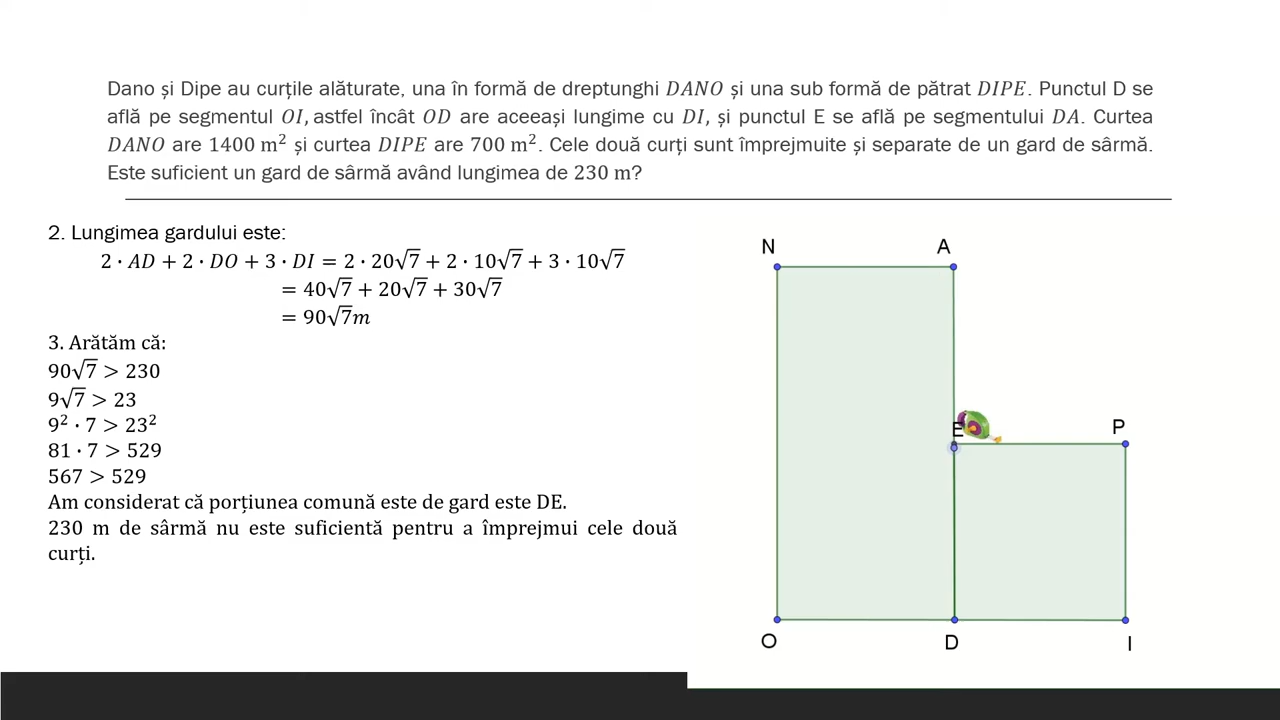 Dano și Dipe au curțile alăturate, una în formă de dreptunghi DANO și una sub formă de pătrat DIPE. Punctul D se
află pe segmentul OI, astfel încât OD are aceeași lungime cu DI, și punctul E se află pe segmentului DA. Curtea
DANO are 1400 m² și curtea DIPE are 700 m². Cele două curți sunt împrejmuite și separate de un gard de sârmă.
Este suficient un gard de sârmă având lungimea de 230 m?
2. Lungimea gardului este:
2 · AD + 2 · DO + 3 · DI = 2 · 20√7 + 2 · 10√7 + 3 · 10√7
= 40√7 + 20√7 + 30√7
= 90√7m
3. Arătăm că:
90√7 > 230
9√7 > 23
9² · 7 > 23²
81 · 7 > 529
567 > 529
Am considerat că porțiunea comună este de gard este DE.
230 m de sârmă nu este suficientă pentru a împrejmui cele două
curți.
N A
E P
O D I